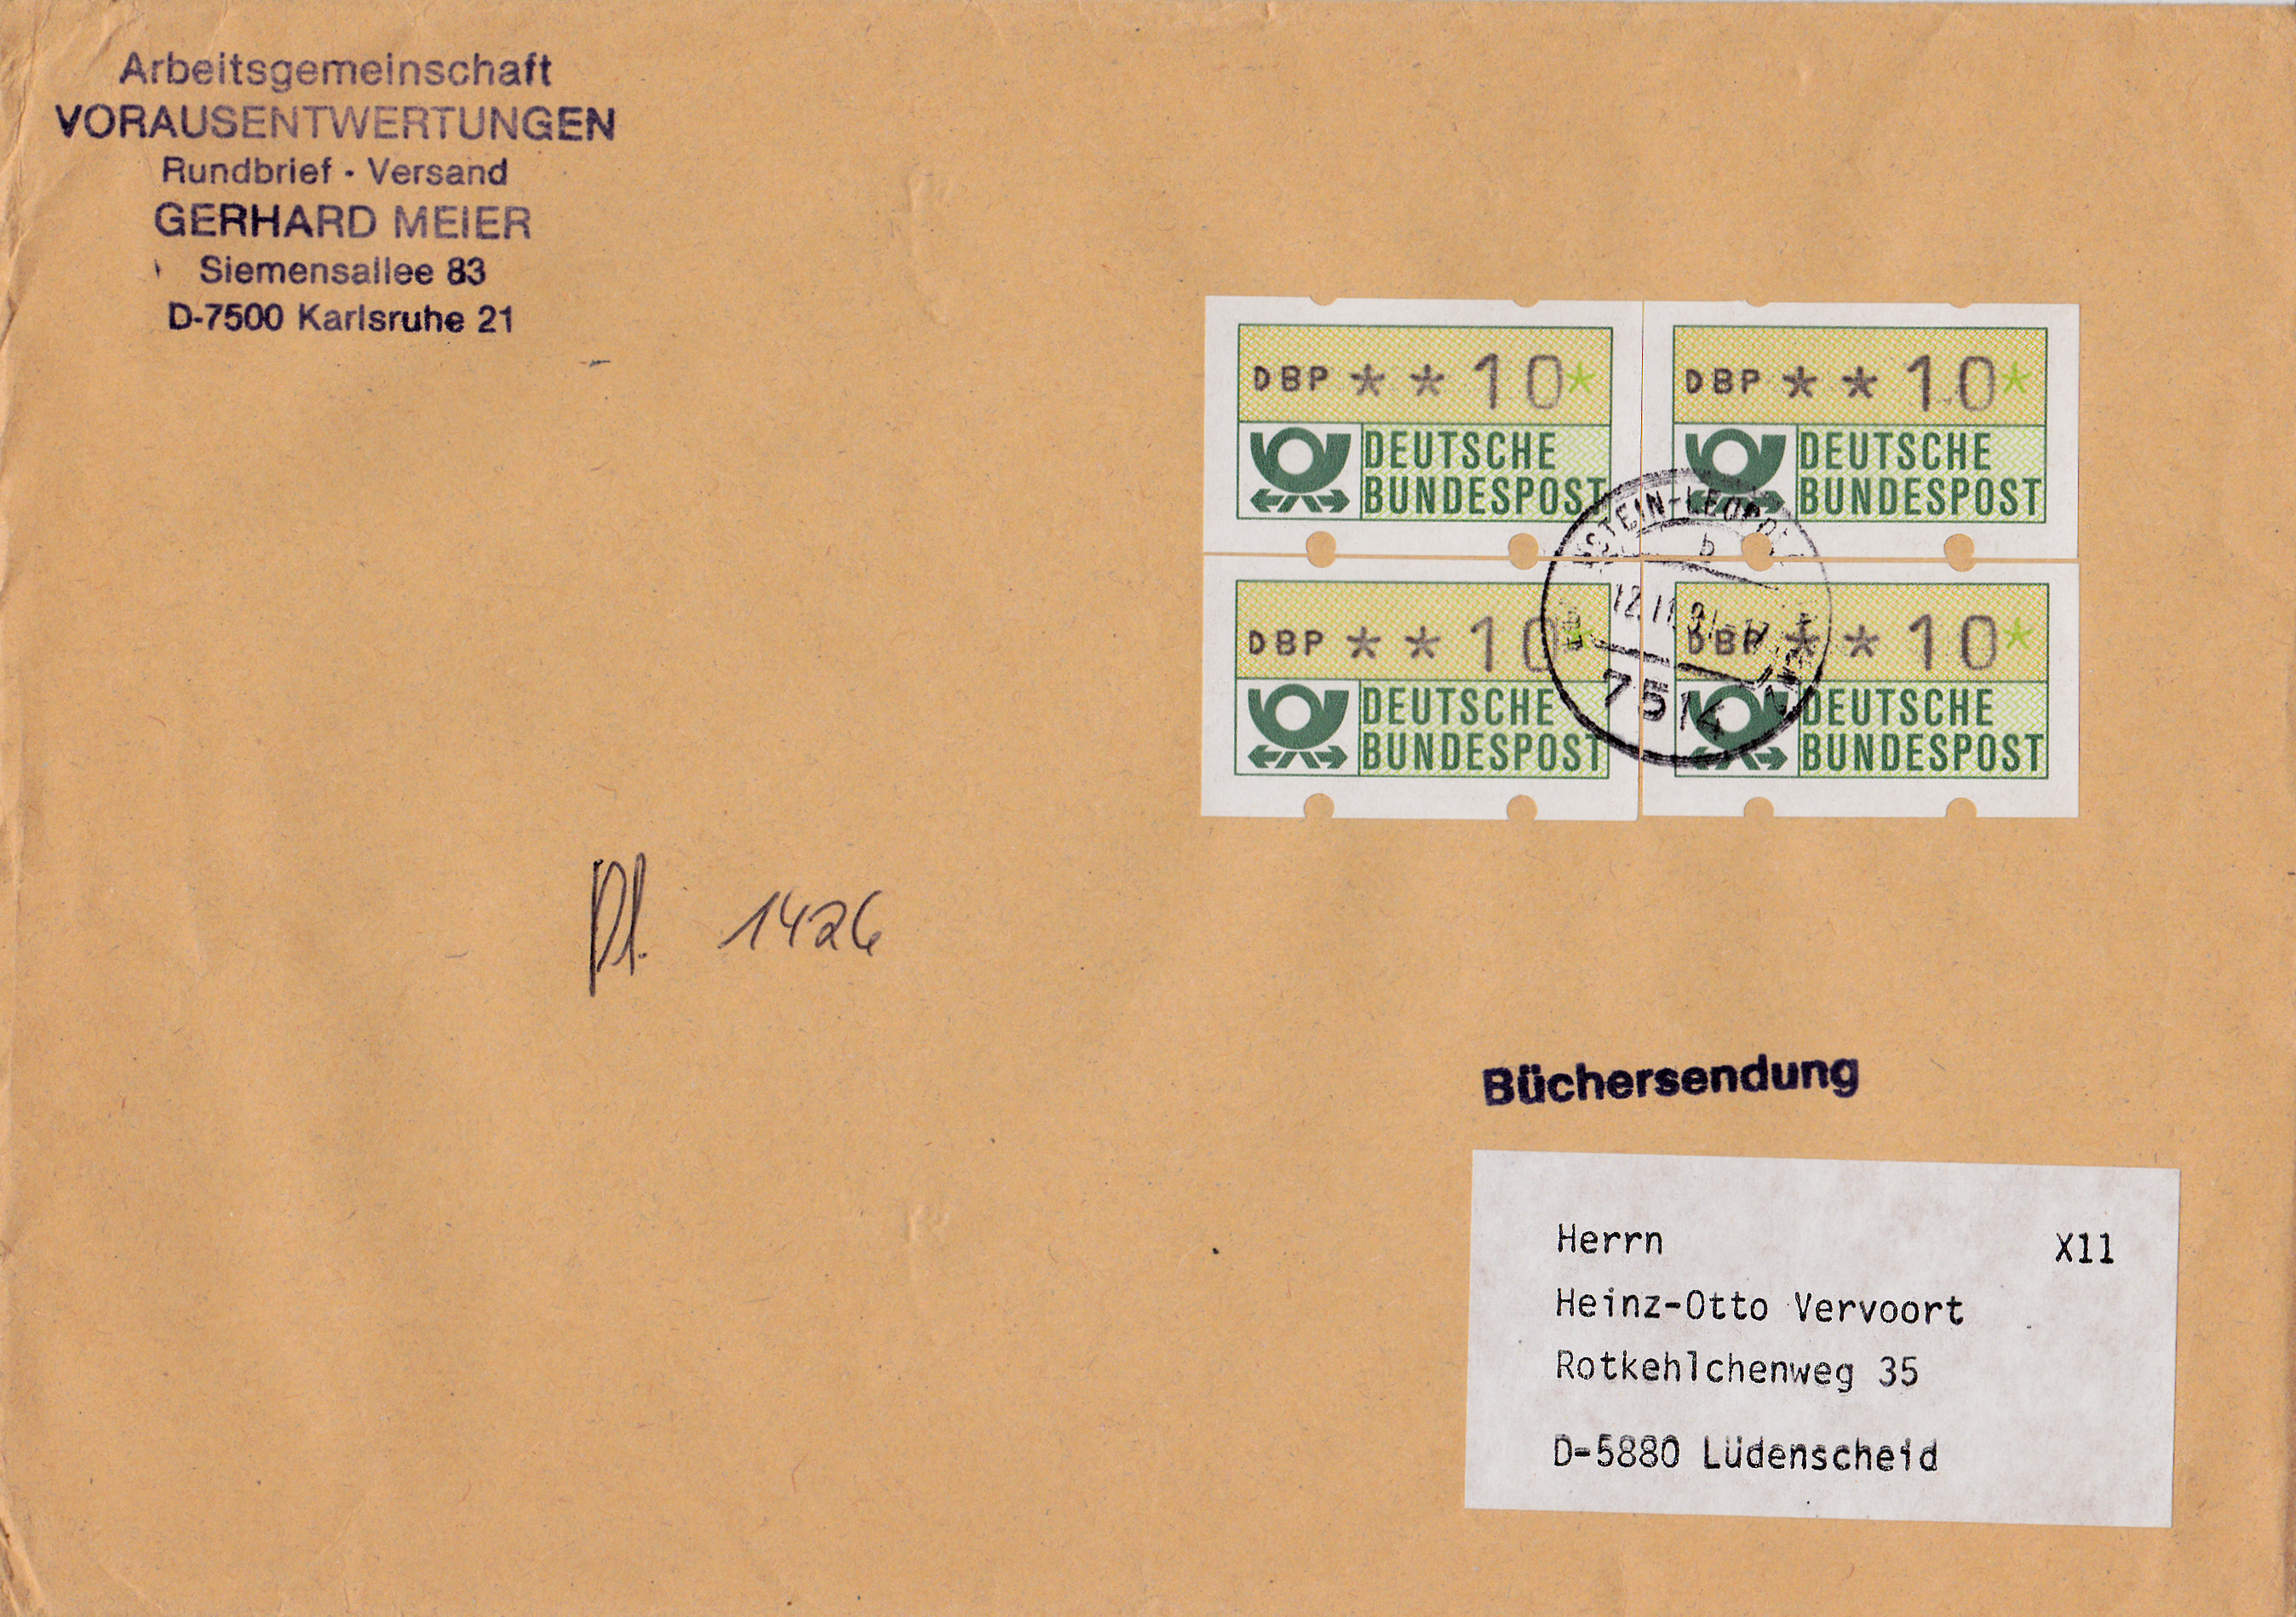 Arbeitsgemeinschaft
VORAUSENTWERTUNGEN
Rundbrief - Versand
GERHARD MEIER
Siemensallee 83
D-7500 Karlsruhe 21
DBP **10*
DEUTSCHE
BUNDESPOST
DBP **10*
DEUTSCHE
BUNDESPOST
DBP **10*
DEUTSCHE
BUNDESPOST
DBP **10*
DEUTSCHE
BUNDESPOST
b
7514
1426
Büchersendung
Herrn X11
Heinz-Otto Vervoort
Rotkehlchenweg 35
D-5880 Lüdenscheid